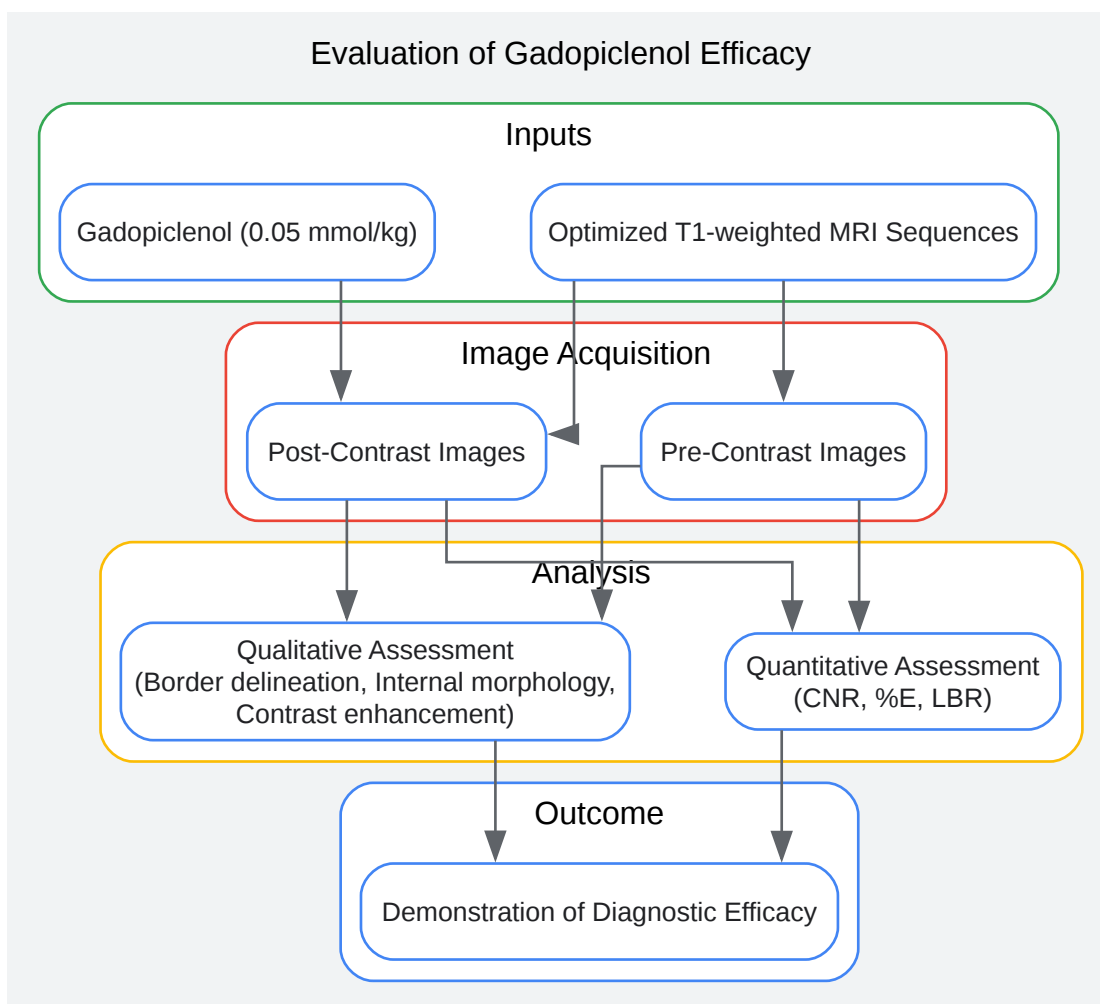 Evaluation of Gadopiclenol Efficacy
Inputs
Gadopiclenol (0.05 mmol/kg)
Optimized T1-weighted MRI Sequences
Image Acquisition
Post-Contrast Images
Pre-Contrast Images
Analysis
Qualitative Assessment
(Border delineation, Internal morphology,
Contrast enhancement)
Quantitative Assessment
(CNR, %E, LBR)
Outcome
Demonstration of Diagnostic Efficacy